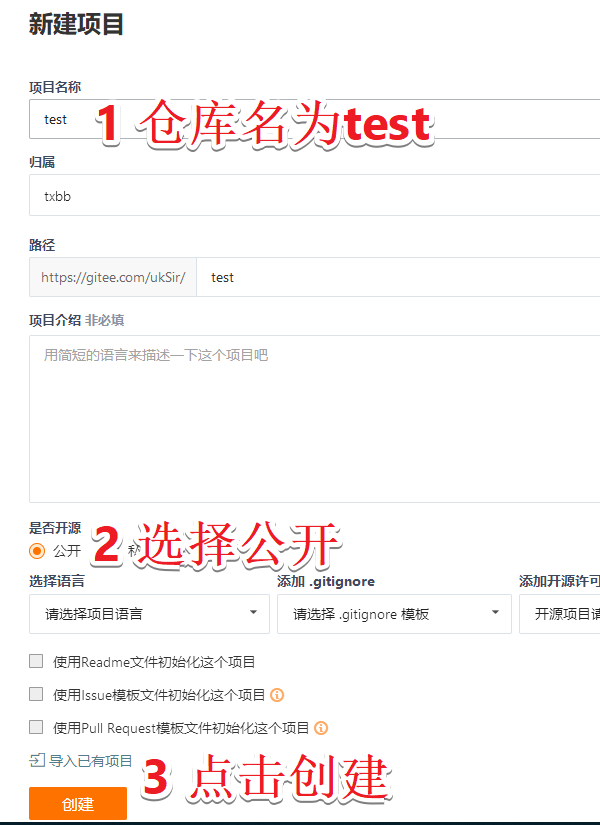 新建项目
项目名称
test
1 仓库名为test
归属
txbb
路径
https://gitee.com/ukSir/ test
项目介绍 非必填
用简短的语言来描述一下这个项目吧
是否开源
公开
2 选择公开
选择语言 添加 .gitignore 添加开源许可
请选择项目语言 请选择 .gitignore 模板 开源项目请
使用Readme文件初始化这个项目
使用Issue模板文件初始化这个项目
使用Pull Request模板文件初始化这个项目
导入已有项目
3 点击创建
创建